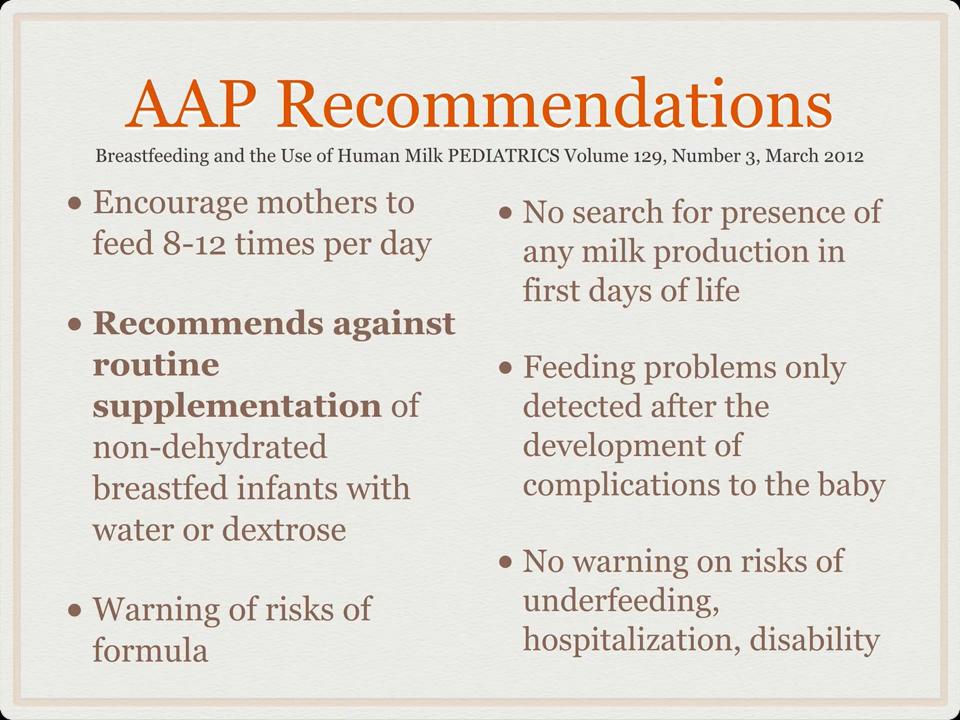 AAP Recommendations
Breastfeeding and the Use of Human Milk PEDIATRICS Volume 129, Number 3, March 2012
• Encourage mothers to
feed 8-12 times per day
• Recommends against
routine
supplementation of
non-dehydrated
breastfed infants with
water or dextrose
• Warning of risks of
formula
• No search for presence of
any milk production in
first days of life
• Feeding problems only
detected after the
development of
complications to the baby
• No warning on risks of
underfeeding,
hospitalization, disability